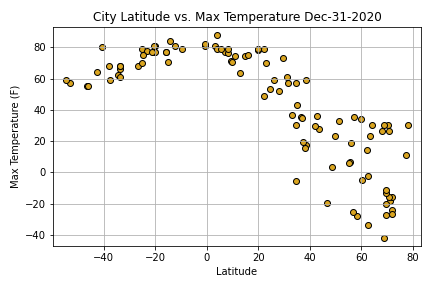 City Latitude vs. Max Temperature Dec-31-2020
Max Temperature (F)
80
60
40
20
0
−20
−40
−40 −20 0 20 40 60 80
Latitude